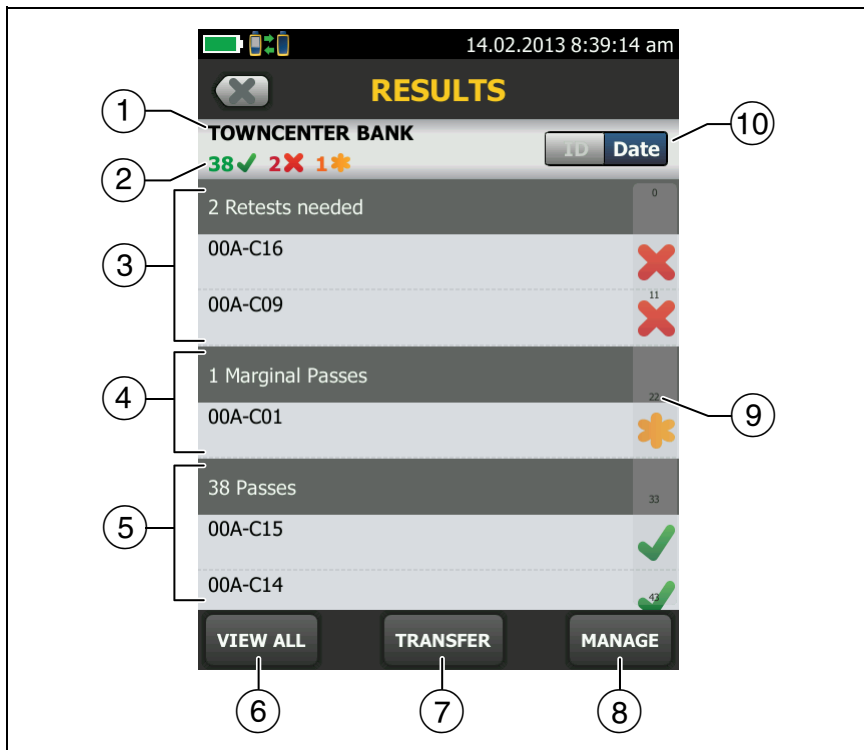 14.02.2013 8:39:14 am
RESULTS
1
TOWNCENTER BANK
ID Date
10
2
38 2 1
3
2 Retests needed
0
00A-C16
00A-C09
11
4
1 Marginal Passes
22
9
00A-C01
5
38 Passes
33
00A-C15
00A-C14
43
VIEW ALL TRANSFER MANAGE
6 7 8